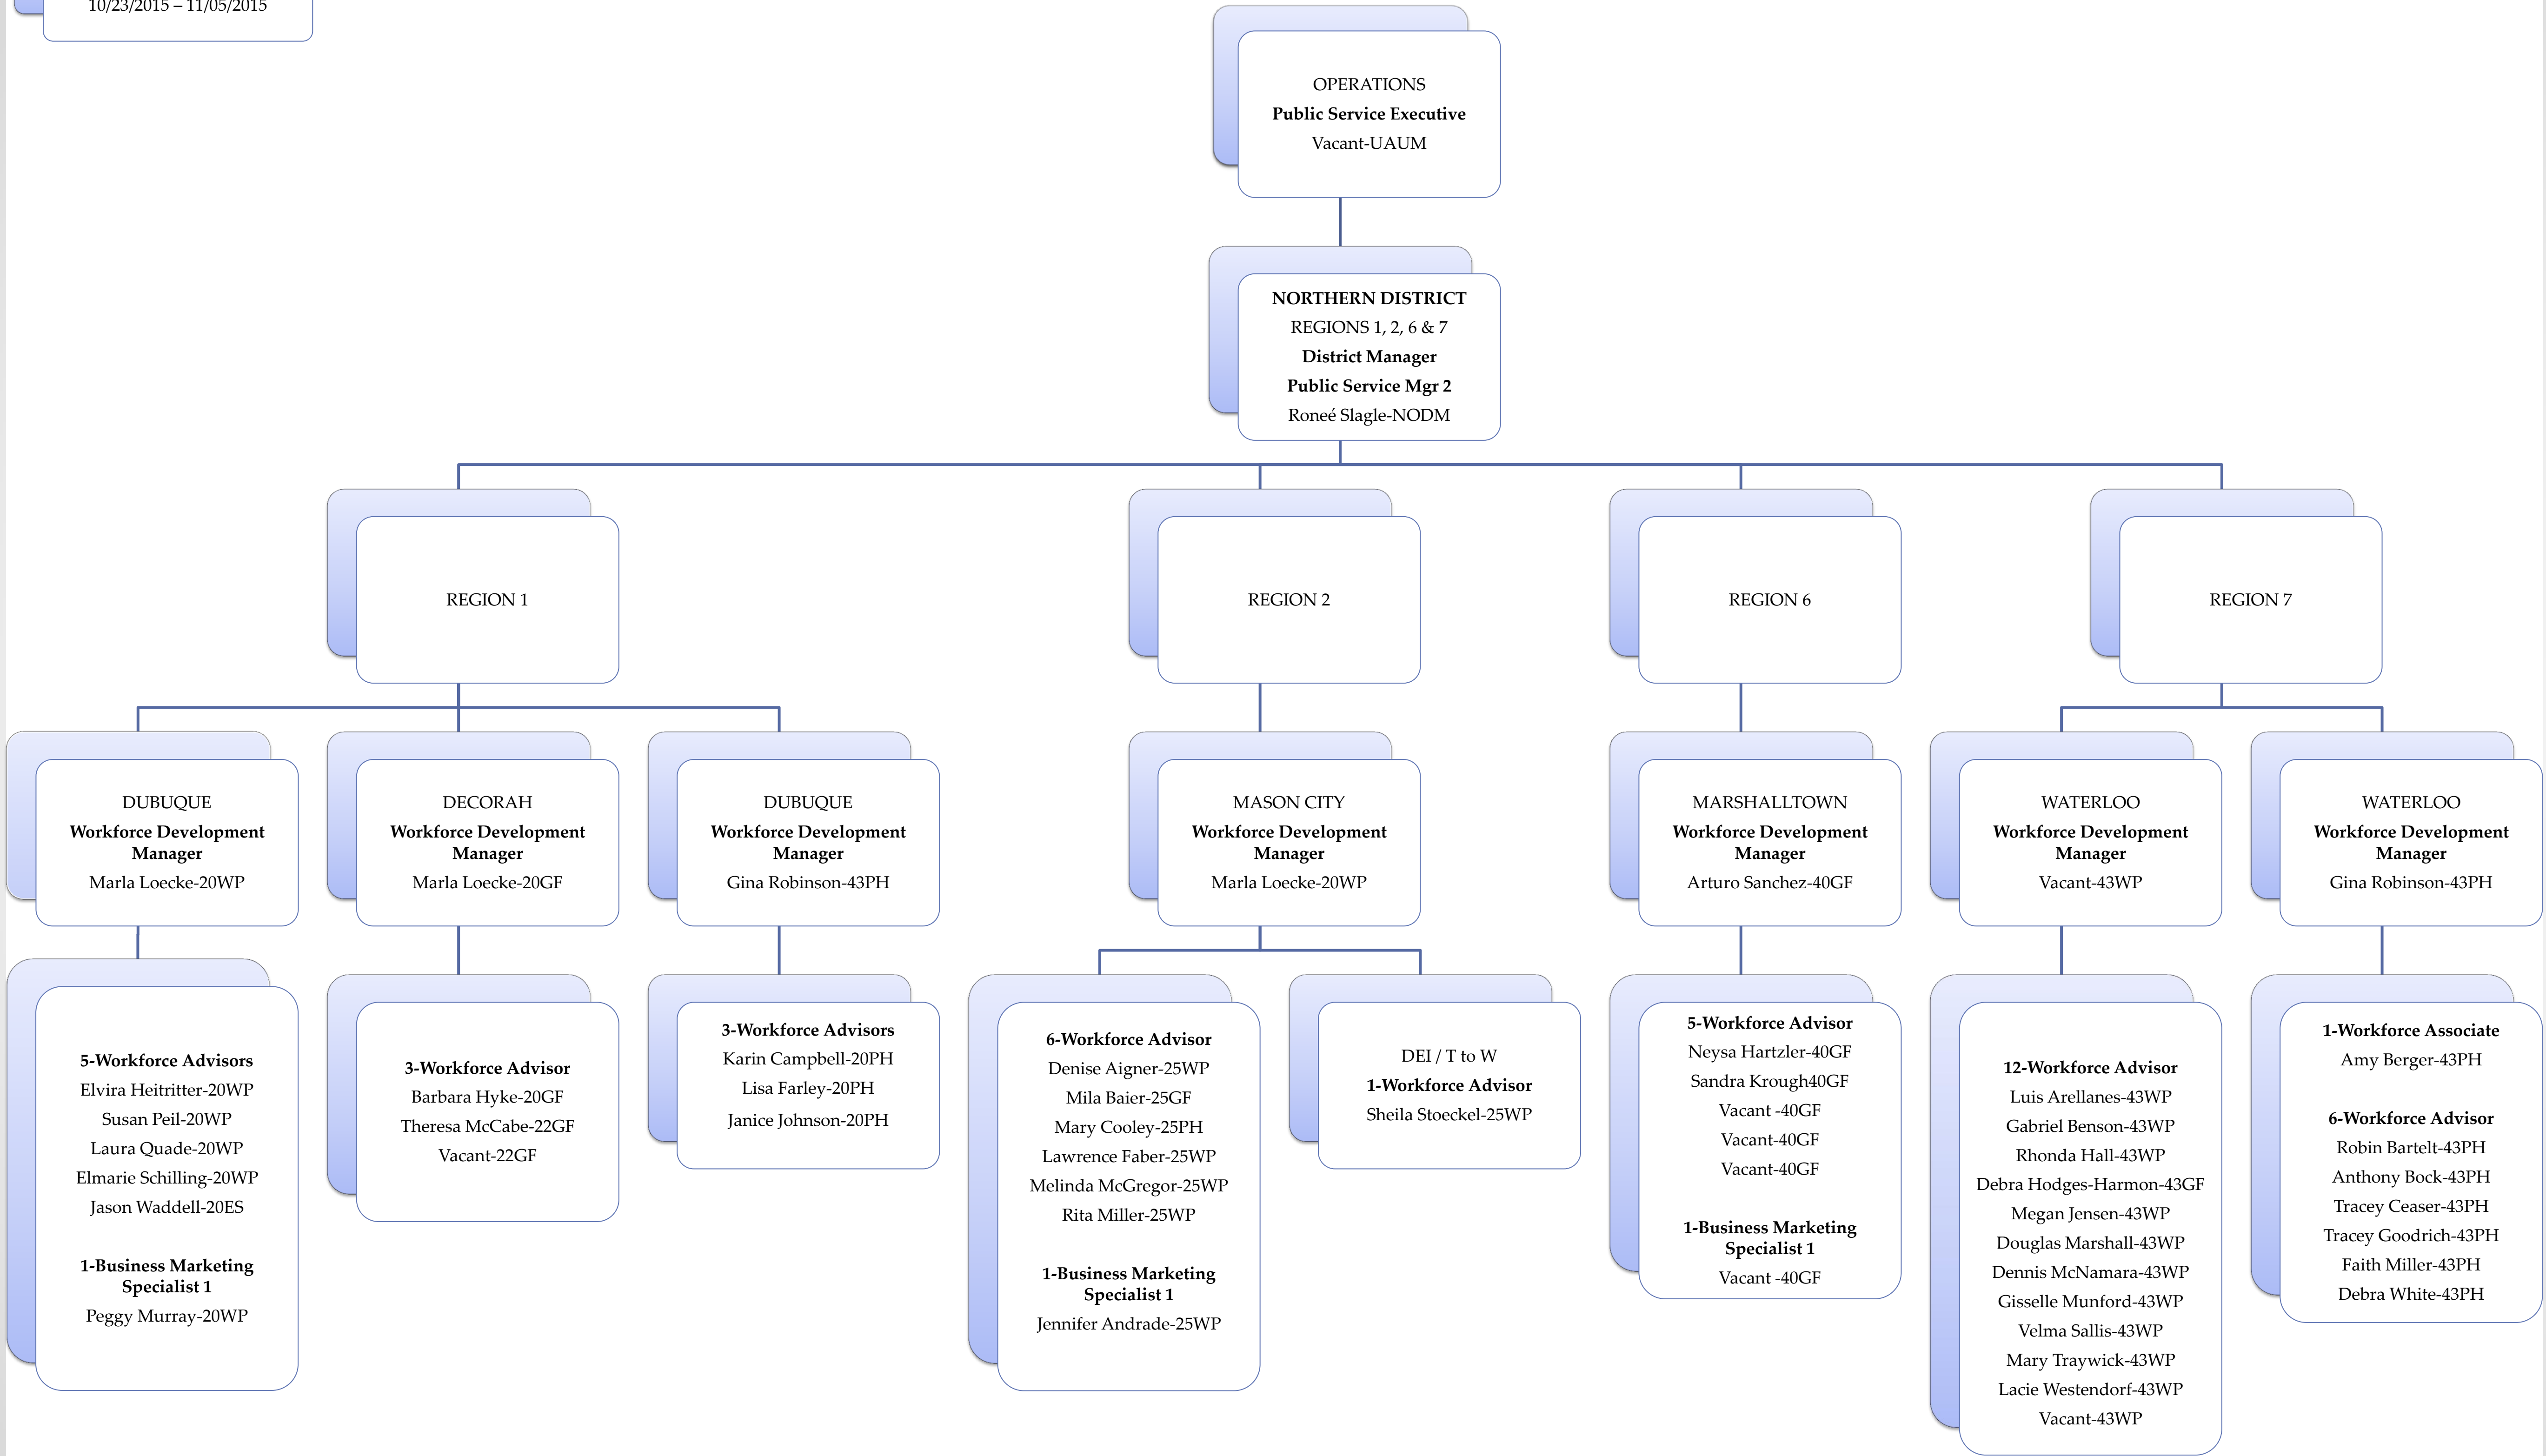 10/23/2015 – 11/05/2015
OPERATIONS
Public Service Executive
Vacant-UAUM
NORTHERN DISTRICT
REGIONS 1, 2, 6 & 7
District Manager
Public Service Mgr 2
Roneé Slagle-NODM
REGION 1
REGION 2
REGION 6
REGION 7
DUBUQUE
Workforce Development
Manager
Marla Loecke-20WP
DECORAH
Workforce Development
Manager
Marla Loecke-20GF
DUBUQUE
Workforce Development
Manager
Gina Robinson-43PH
MASON CITY
Workforce Development
Manager
Marla Loecke-20WP
MARSHALLTOWN
Workforce Development
Manager
Arturo Sanchez-40GF
WATERLOO
Workforce Development
Manager
Vacant-43WP
WATERLOO
Workforce Development
Manager
Gina Robinson-43PH
5-Workforce Advisors
Elvira Heitritter-20WP
Susan Peil-20WP
Laura Quade-20WP
Elmarie Schilling-20WP
Jason Waddell-20ES
1-Business Marketing
Specialist 1
Peggy Murray-20WP
3-Workforce Advisor
Barbara Hyke-20GF
Theresa McCabe-22GF
Vacant-22GF
3-Workforce Advisors
Karin Campbell-20PH
Lisa Farley-20PH
Janice Johnson-20PH
6-Workforce Advisor
Denise Aigner-25WP
Mila Baier-25GF
Mary Cooley-25PH
Lawrence Faber-25WP
Melinda McGregor-25WP
Rita Miller-25WP
1-Business Marketing
Specialist 1
Jennifer Andrade-25WP
DEI / T to W
1-Workforce Advisor
Sheila Stoeckel-25WP
5-Workforce Advisor
Neysa Hartzler-40GF
Sandra Krough40GF
Vacant -40GF
Vacant-40GF
Vacant-40GF
1-Business Marketing
Specialist 1
Vacant -40GF
12-Workforce Advisor
Luis Arellanes-43WP
Gabriel Benson-43WP
Rhonda Hall-43WP
Debra Hodges-Harmon-43GF
Megan Jensen-43WP
Douglas Marshall-43WP
Dennis McNamara-43WP
Gisselle Munford-43WP
Velma Sallis-43WP
Mary Traywick-43WP
Lacie Westendorf-43WP
Vacant-43WP
1-Workforce Associate
Amy Berger-43PH
6-Workforce Advisor
Robin Bartelt-43PH
Anthony Bock-43PH
Tracey Ceaser-43PH
Tracey Goodrich-43PH
Faith Miller-43PH
Debra White-43PH